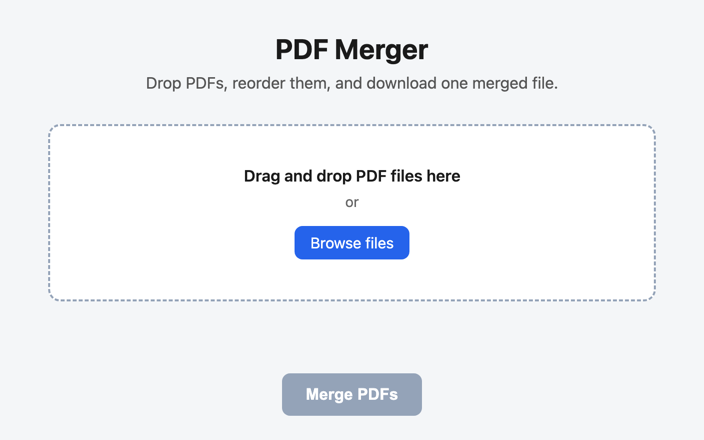 PDF Merger
Drop PDFs, reorder them, and download one merged file.
Drag and drop PDF files here
or
Browse files
Merge PDFs